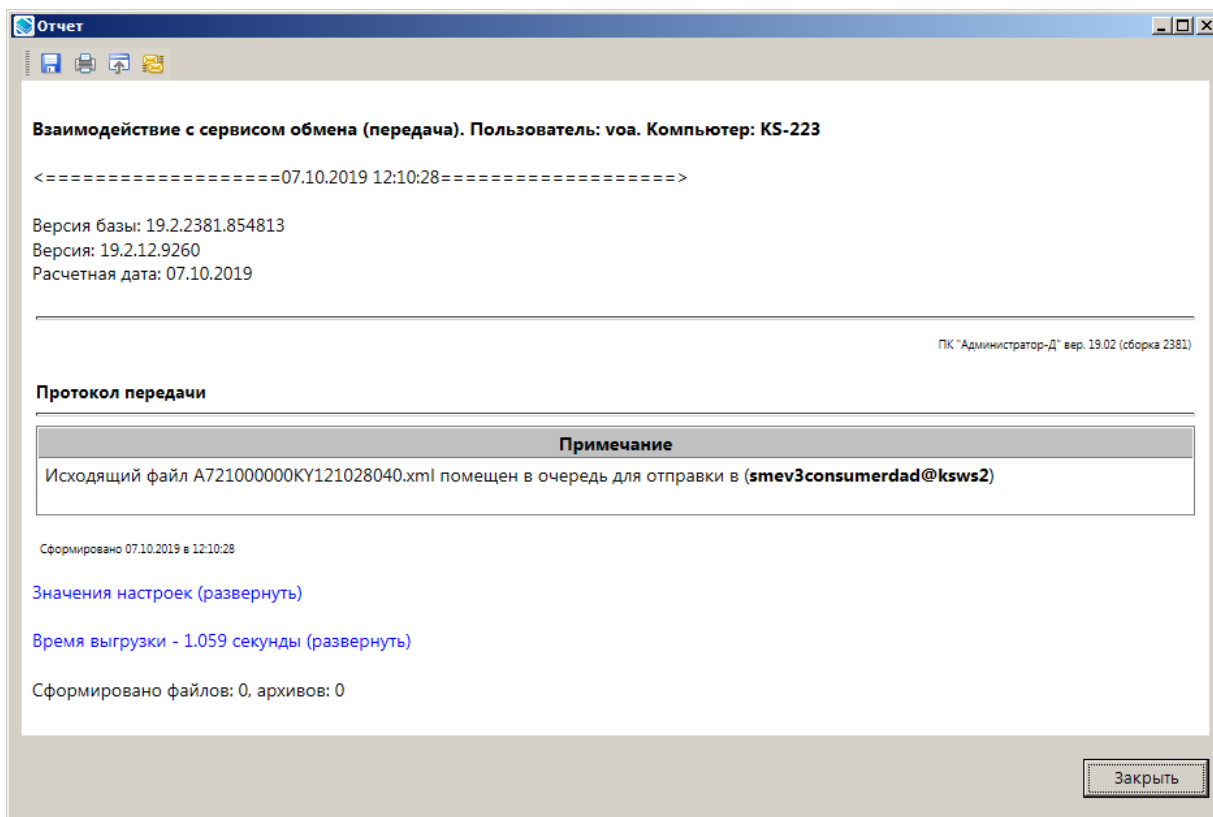 Отчет
Взаимодействие с сервисом обмена (передача). Пользователь: voa. Компьютер: KS-223
<===================07.10.2019 12:10:28===================>
Версия базы: 19.2.2381.854813
Версия: 19.2.12.9260
Расчетная дата: 07.10.2019
ПК "Администратор-Д" вер. 19.02 (сборка 2381)
Протокол передачи
Примечание
Исходящий файл A721000000KY121028040.xml помещен в очередь для отправки в (smev3consumerdad@ksws2)
Сформировано 07.10.2019 в 12:10:28
Значения настроек (развернуть)
Время выгрузки - 1.059 секунды (развернуть)
Сформировано файлов: 0, архивов: 0
Закрыть